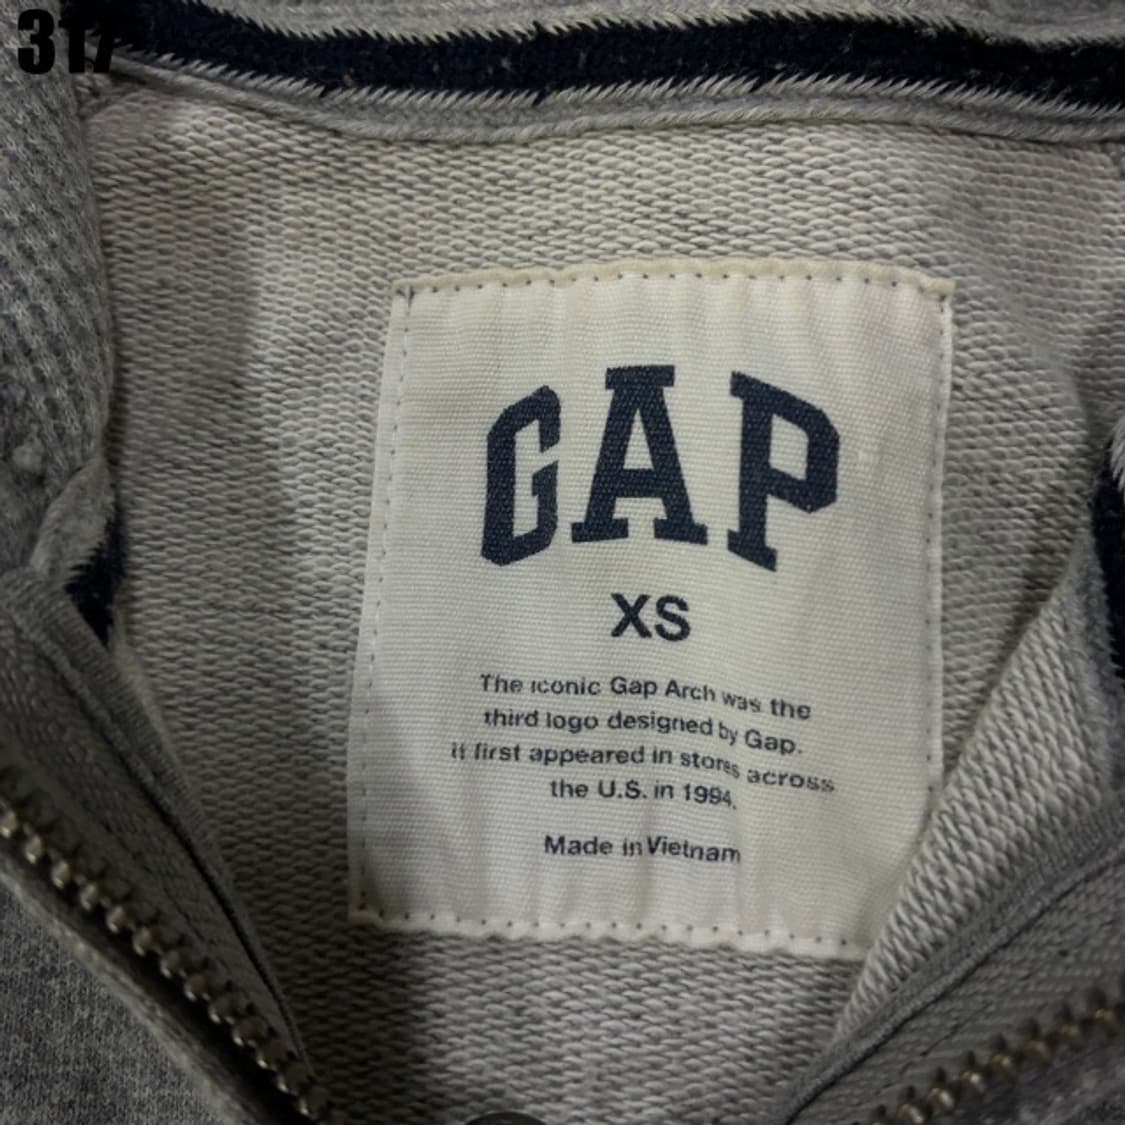 317
GAP
XS
The iconic Gap Arch was the
third logo designed by Gap.
it first appeared in stores across
the U.S. in 1994.
Made in Vietnam